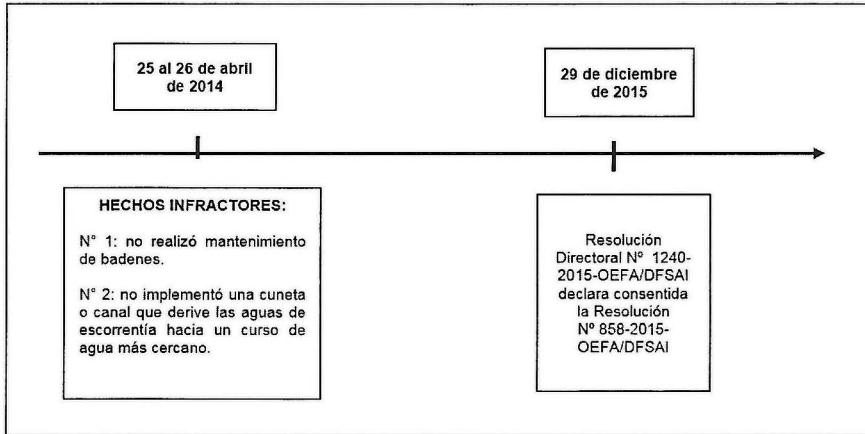 25 al 26 de abril
de 2014
29 de diciembre
de 2015
HECHOS INFRACTORES:
N° 1: no realizó mantenimiento
de badenes.
N° 2: no implementó una cuneta
o canal que derive las aguas de
escorrentía hacia un curso de
agua más cercano.
Resolución
Directoral Nº 1240-
2015-OEFA/DFSAI
declara consentida
la Resolución
Nº 858-2015-
OEFA/DFSAI